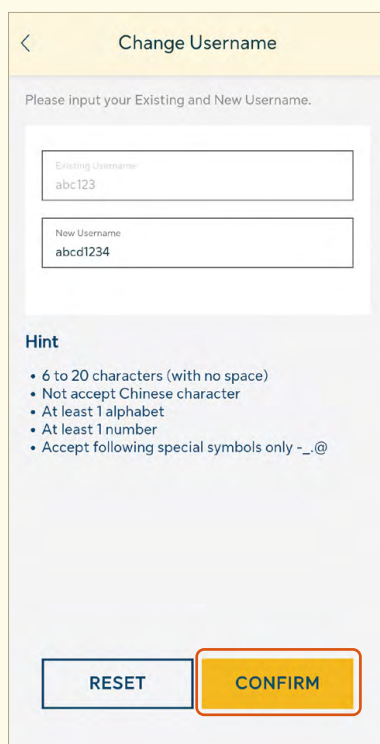 Change Username
Please input your Existing and New Username.
Existing Username
abc123
New Username
abcd1234
Hint
• 6 to 20 characters (with no space)
• Not accept Chinese character
• At least 1 alphabet
• At least 1 number
• Accept following special symbols only -_.@
RESET
CONFIRM